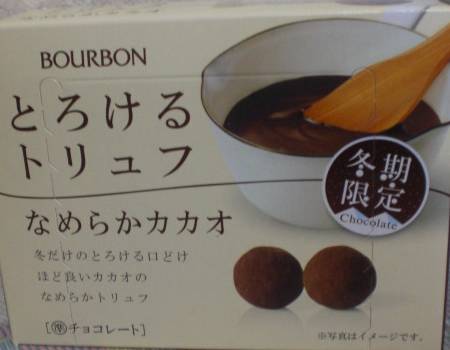 BOURBON
とろける
トリュフ
冬期
限定
Chocolate
なめらかカカオ
冬だけのとろける口どけ
ほど良いカカオの
なめらかトリュフ
[㊥チョコレート]
※写真はイメージです。